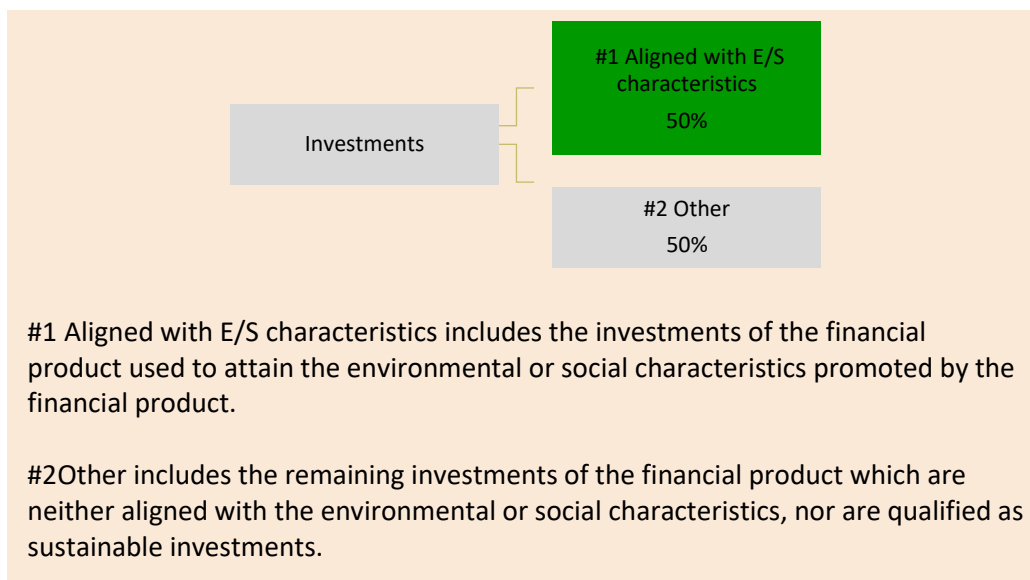 #1 Aligned with E/S
characteristics
50%
Investments
#2 Other
50%
#1 Aligned with E/S characteristics includes the investments of the financial
product used to attain the environmental or social characteristics promoted by the
financial product.
#2Other includes the remaining investments of the financial product which are
neither aligned with the environmental or social characteristics, nor are qualified as
sustainable investments.